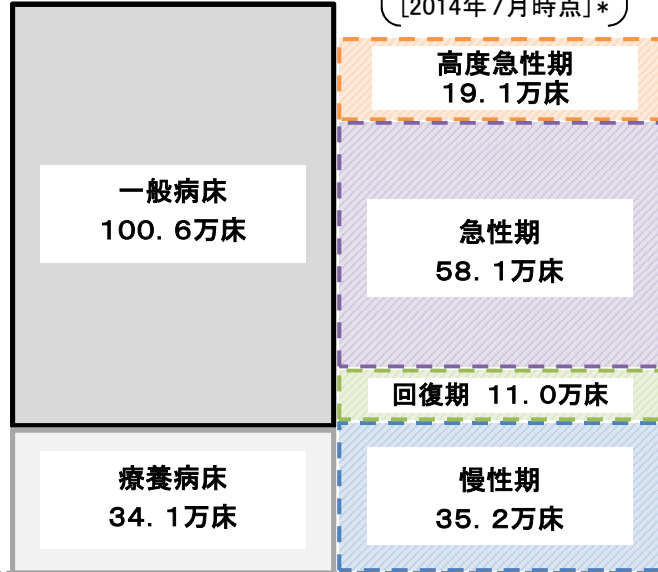 [2014年7月時点]*
高度急性期
１９．１万床
一般病床
１００．６万床
急性期
５８．１万床
回復期　１１．０万床
療養病床
３４．１万床
慢性期
３５．２万床